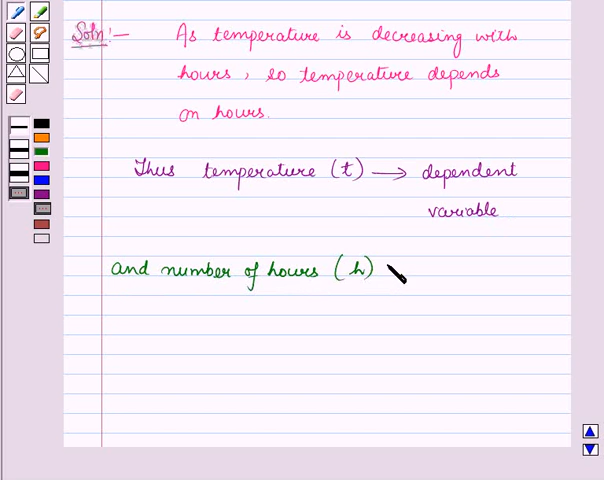 Soln:- As temperature is decreasing with
hours, so temperature depends
on hours.
Thus temperature (t) → dependent
variable
and number of hours (h)